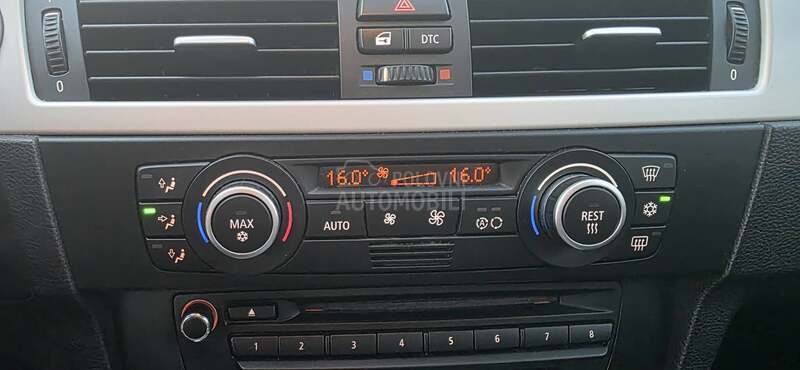 DTC
0
0
16.0° 16.0°
POLOVNI
AUTOMOBILI
MAX
AUTO
A
REST
1 2 3 4 5 6 7 8